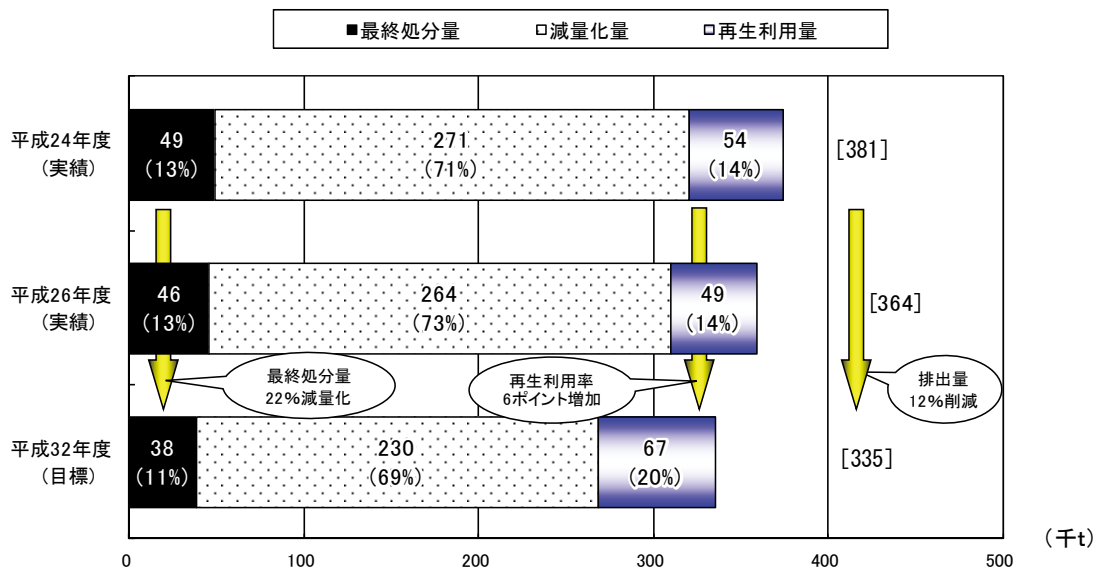 ■最終処分量 □減量化量 □再生利用量
平成24年度
(実績)
49
(13%)
271
(71%)
54
(14%)
[381]
平成26年度
(実績)
46
(13%)
264
(73%)
49
(14%)
[364]
最終処分量
22%減量化
再生利用率
6ポイント増加
排出量
12%削減
平成32年度
(目標)
38
(11%)
230
(69%)
67
(20%)
[335]
(千t)
0 100 200 300 400 500